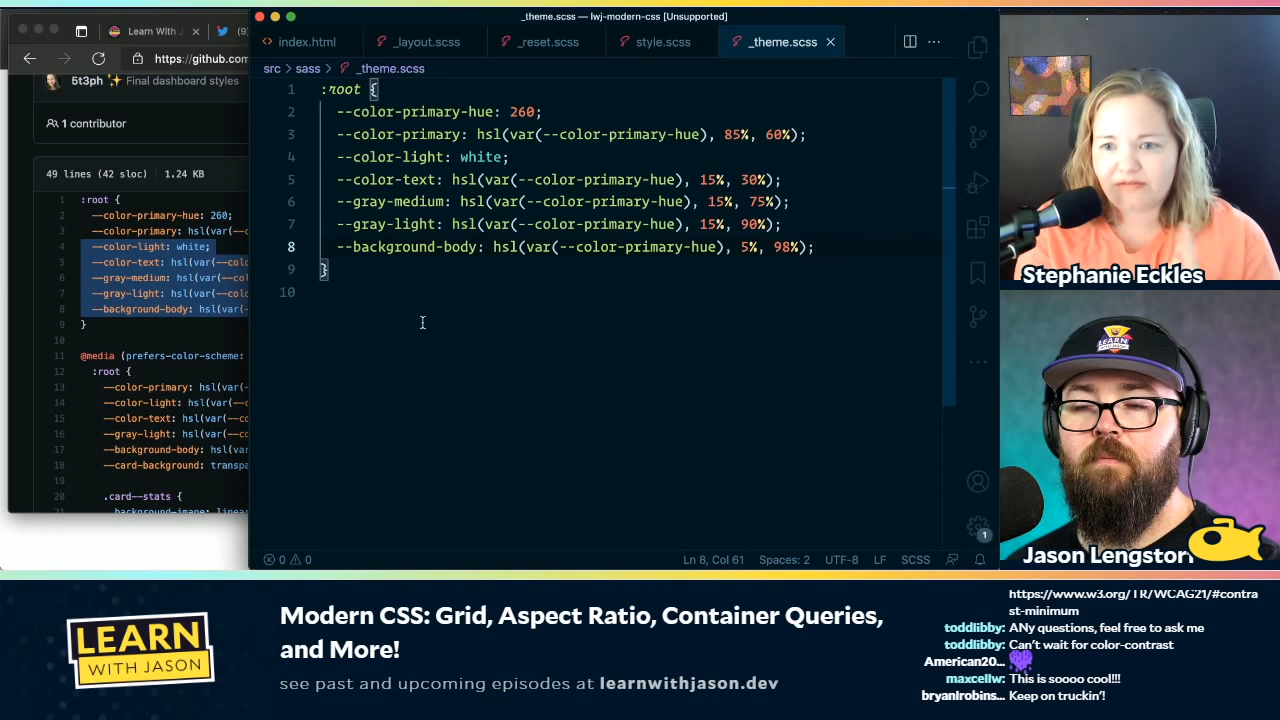 _theme.scss — lwj-modern-css [Unsupported]
Learn With
https://github.com
5t3ph ✨ Final dashboard styles
1 contributor
49 lines (42 sloc) | 1.24 KB
1 :root {
2 --color-primary-hue: 260;
3 --color-primary: hsl(var(--c
4 --color-light: white;
5 --color-text: hsl(var(--colo
6 --gray-medium: hsl(var(--col
7 --gray-light: hsl(var(--colo
8 --background-body: hsl(var(-
9 }
10
11 @media (prefers-color-scheme:
12 :root {
13 --color-primary: hsl(var(-
14 --color-light: hsl(var(--c
15 --color-text: hsl(var(--co
16 --gray-light: hsl(var(--co
17 --background-body: hsl(var
18 --card-background: transpa
19
20 .card--stats {
21 background-image: linea
index.html _layout.scss _reset.scss style.scss _theme.scss
src > sass > _theme.scss
1 :root {
2 --color-primary-hue: 260;
3 --color-primary: hsl(var(--color-primary-hue), 85%, 60%);
4 --color-light: white;
5 --color-text: hsl(var(--color-primary-hue), 15%, 30%);
6 --gray-medium: hsl(var(--color-primary-hue), 15%, 75%);
7 --gray-light: hsl(var(--color-primary-hue), 15%, 90%);
8 --background-body: hsl(var(--color-primary-hue), 5%, 98%);
9 }
10
1
0 0 Ln 8, Col 61 Spaces: 2 UTF-8 LF SCSS
Stephanie Eckles
LEARN
Jason Lengstorf
LEARN
WITH JASON
Modern CSS: Grid, Aspect Ratio, Container Queries,
and More!
see past and upcoming episodes at learnwithjason.dev
https://www.w3.org/TR/WCAG21/#contra
st-minimum
toddlibby: ANy questions, feel free to ask me
toddlibby: Can't wait for color-contrast
American20...
maxcellw: This is soooo cool!!!
bryanlrobins... Keep on truckin'!